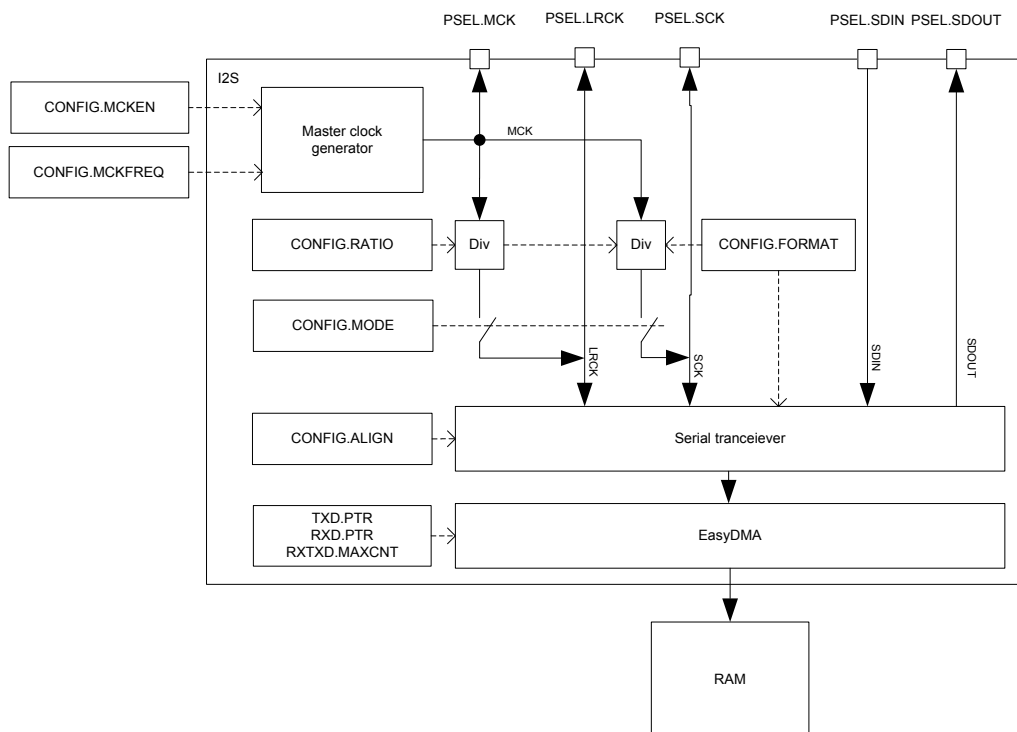 PSEL.MCK
PSEL.LRCK
PSEL.SCK
PSEL.SDIN
PSEL.SDOUT
I2S
CONFIG.MCKEN
CONFIG.MCKFREQ
Master clock
generator
MCK
CONFIG.RATIO
Div
Div
CONFIG.FORMAT
CONFIG.MODE
LRCK
SCK
SDIN
SDOUT
CONFIG.ALIGN
Serial tranceiever
TXD.PTR
RXD.PTR
RXTXD.MAXCNT
EasyDMA
RAM